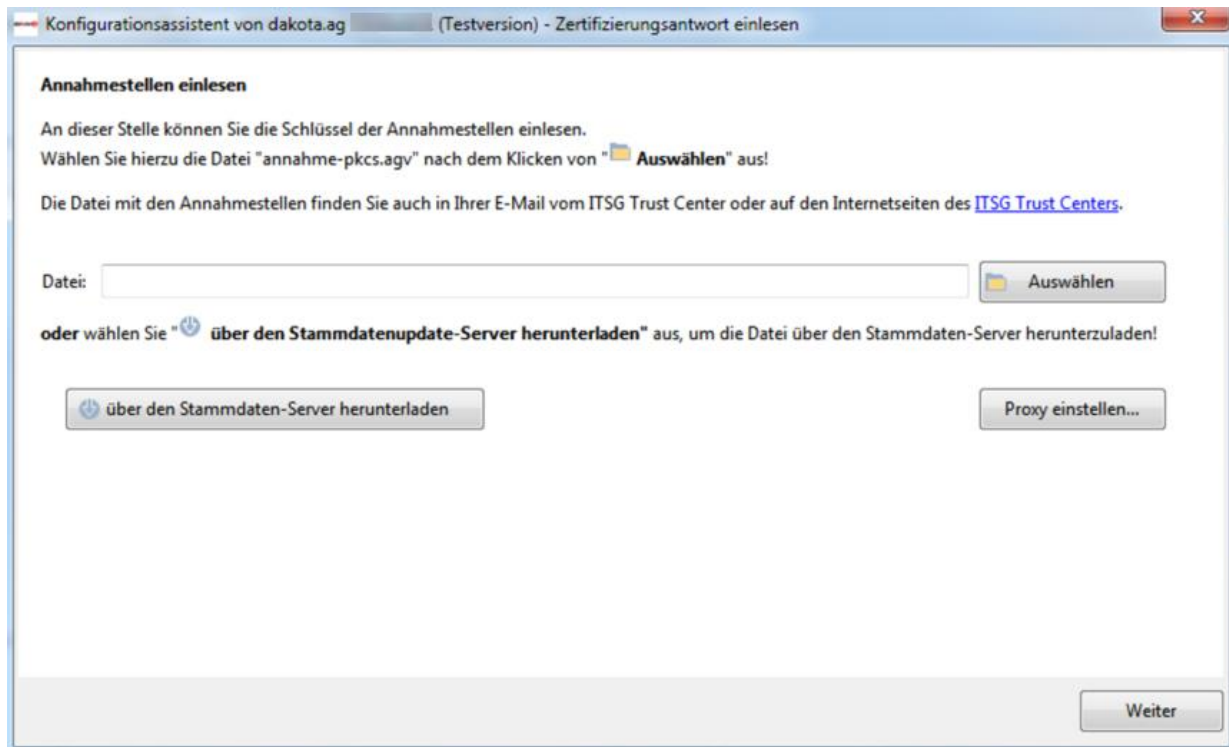 Konfigurationsassistent von dakota.ag (Testversion) - Zertifizierungsantwort einlesen
Annahmestellen einlesen
An dieser Stelle können Sie die Schlüssel der Annahmestellen einlesen.
Wählen Sie hierzu die Datei "annahme-pkcs.agv" nach dem Klicken von " Auswählen" aus!
Die Datei mit den Annahmestellen finden Sie auch in Ihrer E-Mail vom ITSG Trust Center oder auf den Internetseiten des ITSG Trust Centers.
Datei: Auswählen
oder wählen Sie " über den Stammdatenupdate-Server herunterladen" aus, um die Datei über den Stammdaten-Server herunterzuladen!
über den Stammdaten-Server herunterladen Proxy einstellen...
Weiter